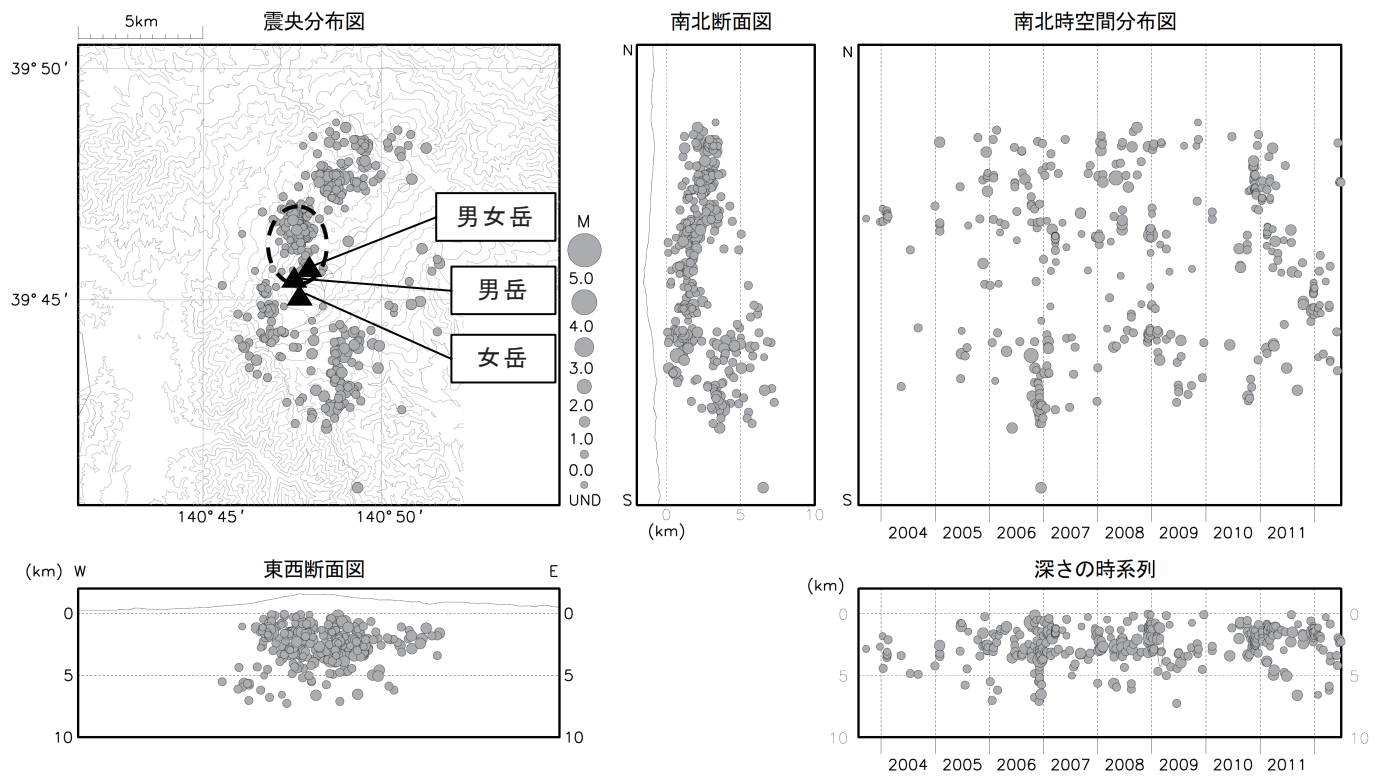 5km
震央分布図
39°50′
39°45′
140°45′
140°50′
男女岳
男岳
女岳
M
5.0
4.0
3.0
2.0
1.0
0.0
UND
南北断面図
N
S
0
5
10
(km)
南北時空間分布図
N
S
2004
2005
2006
2007
2008
2009
2010
2011
東西断面図
(km)
W
E
0
5
10
0
5
10
深さの時系列
(km)
0
5
10
0
5
10
2004
2005
2006
2007
2008
2009
2010
2011